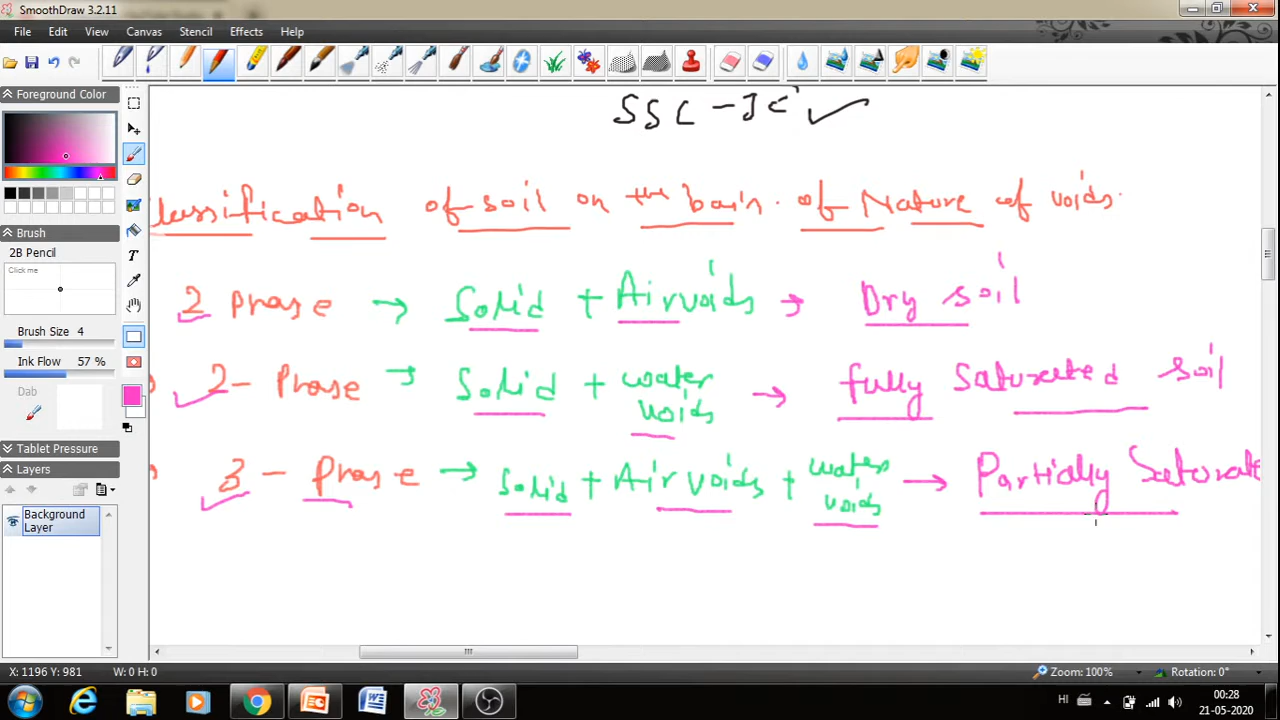 SmoothDraw 3.2.11
File Edit View Canvas Stencil Effects Help
Foreground Color
Brush
2B Pencil
Click me
Brush Size 4
Ink Flow 57 %
Dab
Tablet Pressure
Layers
Background Layer
SSC-JE
lassification of soil on the basis. of Nature of voids.
2 Phase → Solid + Air voids → Dry soil
2- Phase → Solid + water voids → fully Saturated soil
3 - Phase → Solid + Air voids + water voids → Partially Saturate
X: 1196 Y: 981 W: 0 H: 0 Zoom: 100% Rotation: 0°
HI 00:28
21-05-2020